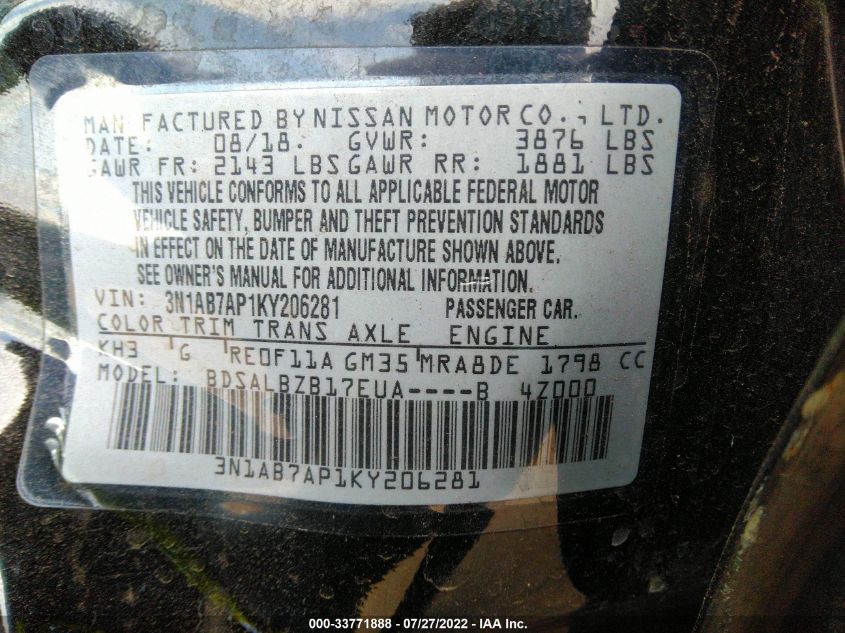 MAN FACTURED BY NISSAN MOTOR CO., LTD.
DATE: 08/18. GVWR: 3876 LBS
GAWR FR: 2143 LBS GAWR RR: 1881 LBS
THIS VEHICLE CONFORMS TO ALL APPLICABLE FEDERAL MOTOR
VEHICLE SAFETY, BUMPER AND THEFT PREVENTION STANDARDS
IN EFFECT ON THE DATE OF MANUFACTURE SHOWN ABOVE.
SEE OWNER'S MANUAL FOR ADDITIONAL INFORMATION.
VIN: 3N1AB7AP1KY206281 PASSENGER CAR.
COLOR TRIM TRANS AXLE ENGINE
KH3 G RE0F11A GM35 MRA8DE 1798 CC
MODEL: BDSALBZB17EUA----B 4Z000
3N1AB7AP1KY206281
000-33771888 - 07/27/2022 - IAA Inc.